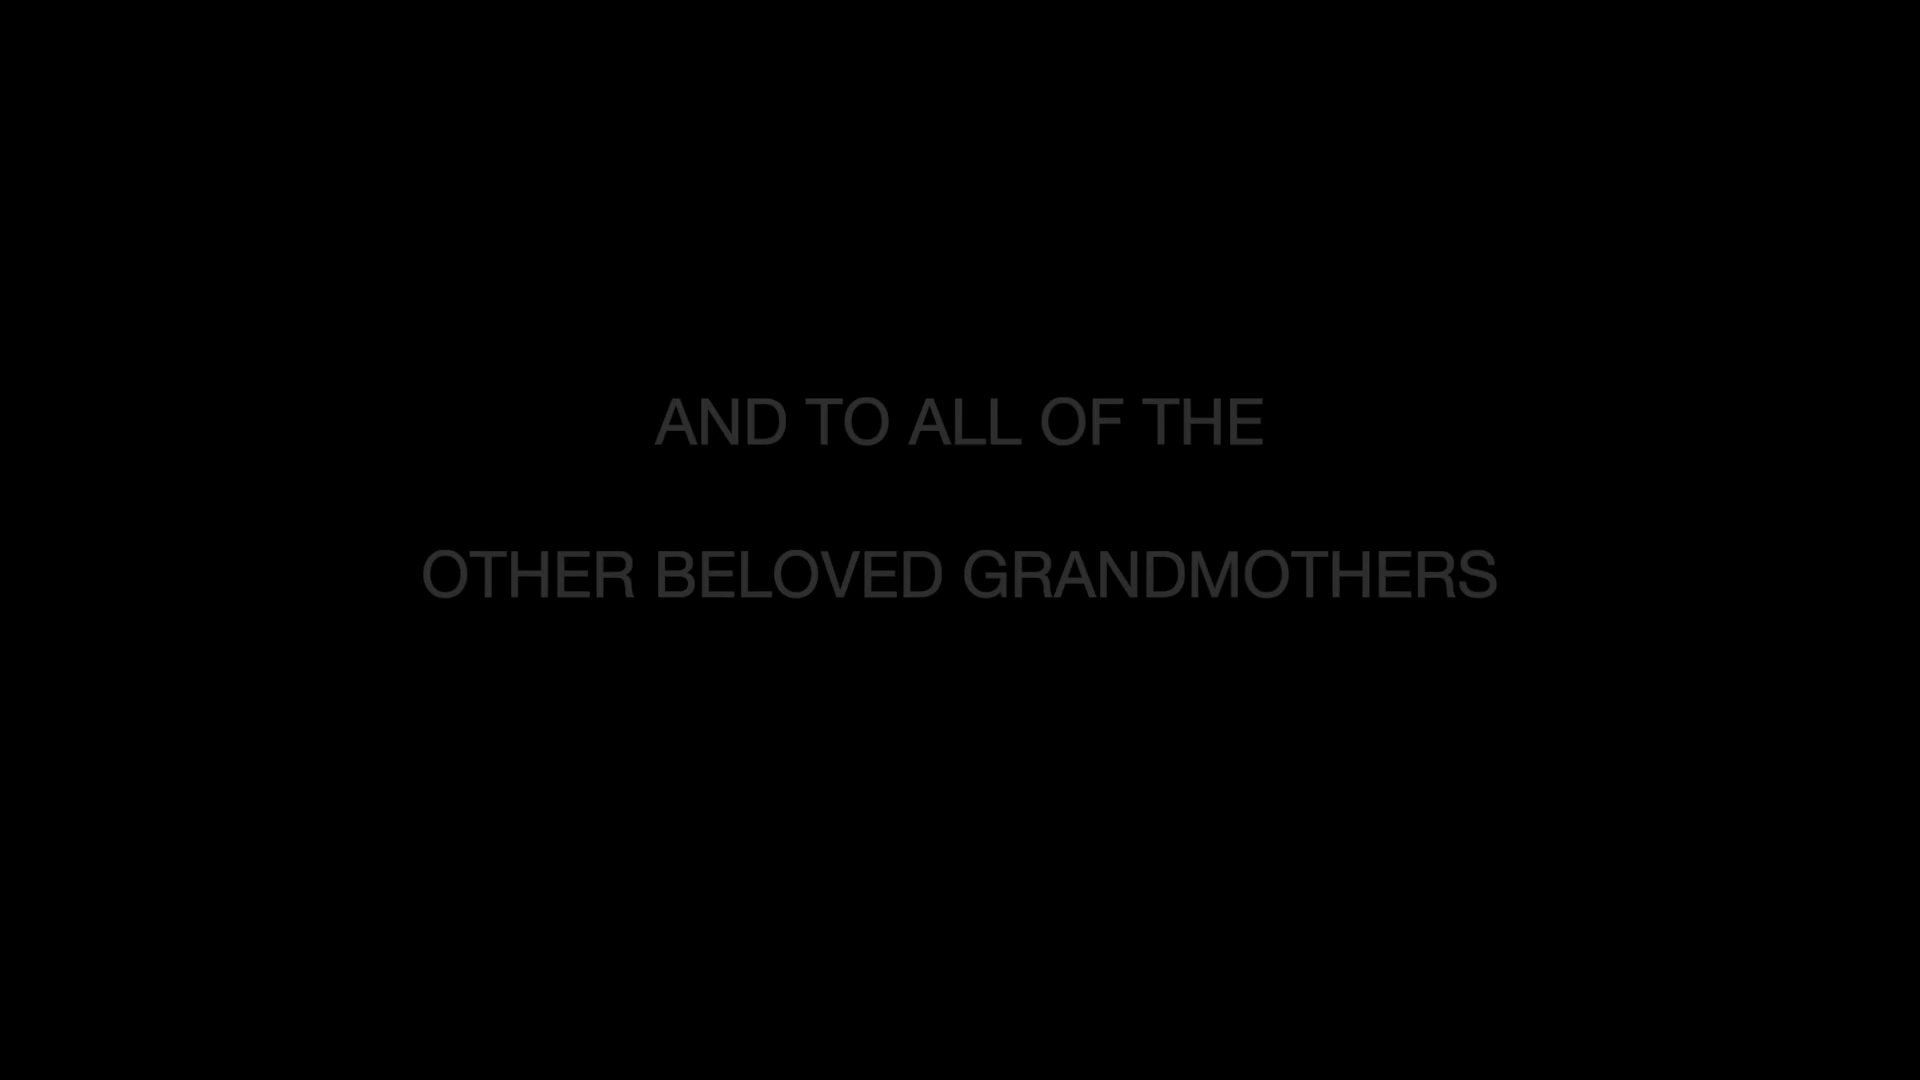 AND TO ALL OF THE
OTHER BELOVED GRANDMOTHERS